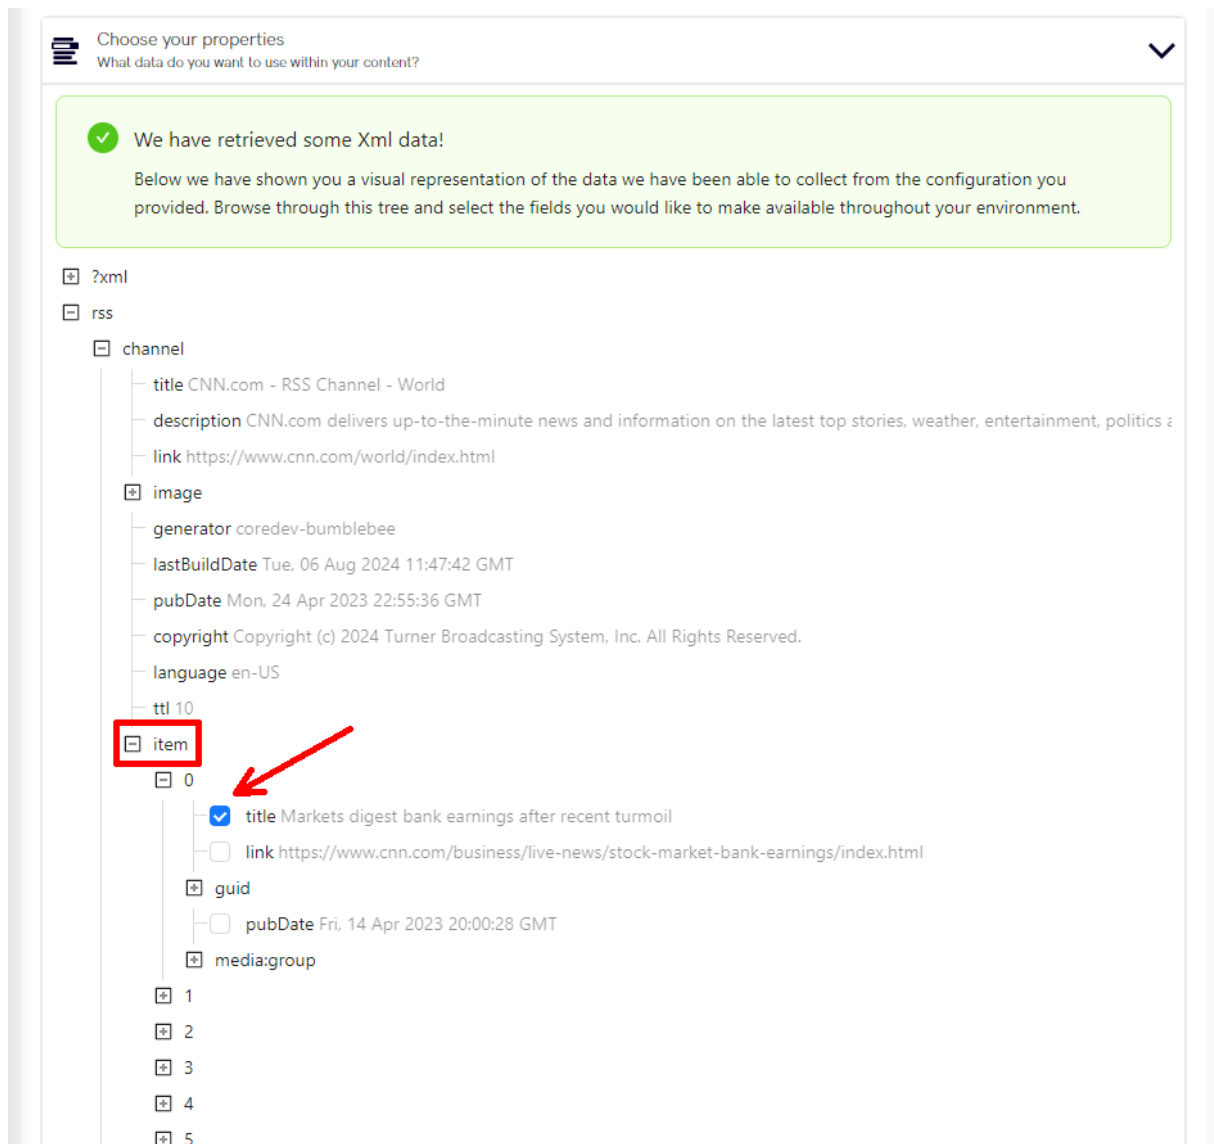 Choose your properties
What data do you want to use within your content?
We have retrieved some Xml data!
Below we have shown you a visual representation of the data we have been able to collect from the configuration you
provided. Browse through this tree and select the fields you would like to make available throughout your environment.
?xml
rss
channel
title CNN.com - RSS Channel - World
description CNN.com delivers up-to-the-minute news and information on the latest top stories, weather, entertainment, politics
link https://www.cnn.com/world/index.html
image
generator coredev-bumblebee
lastBuildDate Tue, 06 Aug 2024 11:47:42 GMT
pubDate Mon, 24 Apr 2023 22:55:36 GMT
copyright Copyright (c) 2024 Turner Broadcasting System, Inc. All Rights Reserved.
language en-US
ttl 10
item
0
title Markets digest bank earnings after recent turmoil
link https://www.cnn.com/business/live-news/stock-market-bank-earnings/index.html
guid
pubDate Fri, 14 Apr 2023 20:00:28 GMT
media:group
1
2
3
4
5